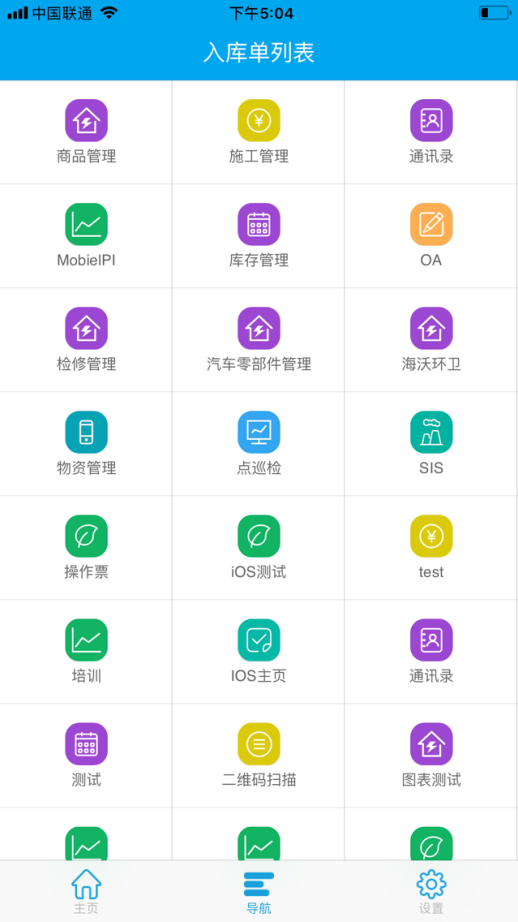 中国联通 下午5:04
入库单列表
商品管理 施工管理 通讯录
MobielPI 库存管理 OA
检修管理 汽车零部件管理 海沃环卫
物资管理 点巡检 SIS
操作票 iOS测试 test
培训 IOS主页 通讯录
测试 二维码扫描 图表测试
主页 导航 设置